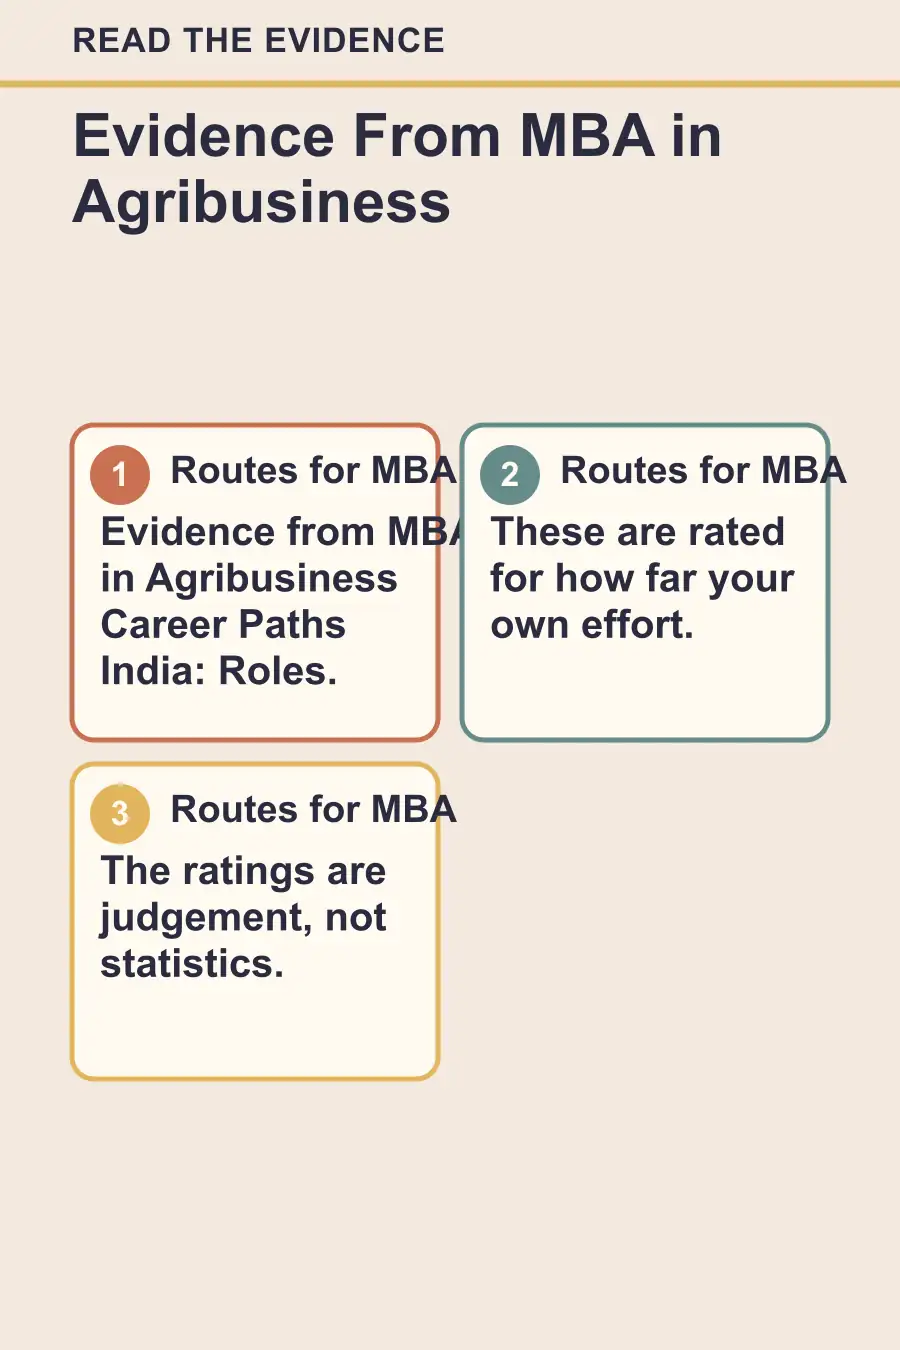 READ THE EVIDENCE
Evidence From MBA in
Agribusiness
1 Routes for MBA
Evidence from MBA
in Agribusiness
Career Paths
India: Roles.
2 Routes for MBA
These are rated
for how far your
own effort.
3 Routes for MBA
The ratings are
judgement, not
statistics.